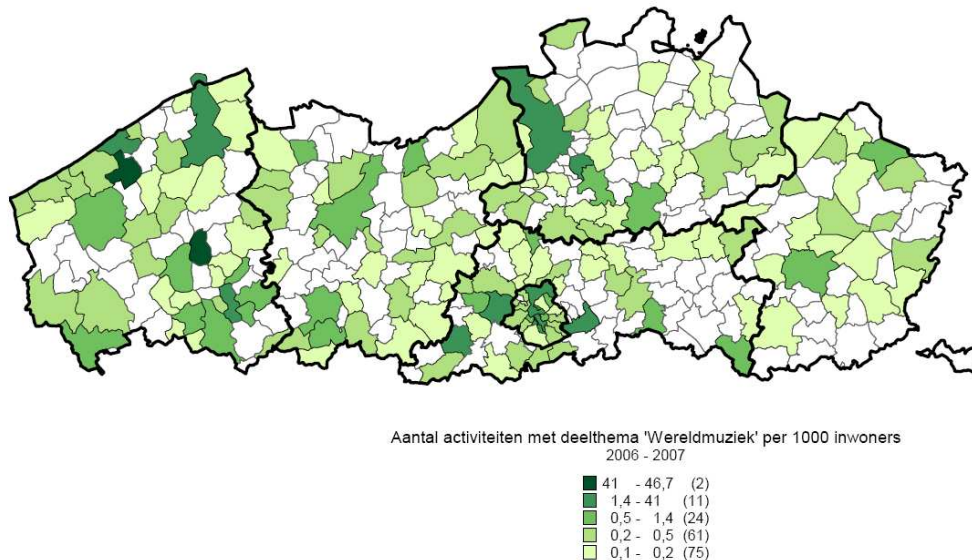 Aantal activiteiten met deelthema 'Wereldmuziek' per 1000 inwoners
2006 - 2007
41 - 46,7 (2)
1,4 - 41 (11)
0,5 - 1,4 (24)
0,2 - 0,5 (61)
0,1 - 0,2 (75)